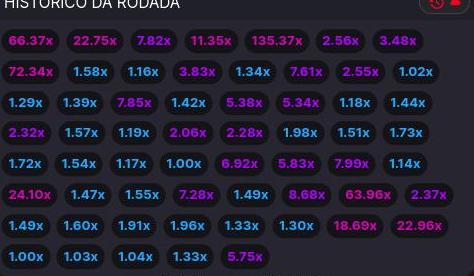 HISTÓRICO DA RODADA
66.37x 22.75x 7.82x 11.35x 135.37x 2.56x 3.48x
72.34x 1.58x 1.16x 3.83x 1.34x 7.61x 2.55x 1.02x
1.29x 1.39x 7.85x 1.42x 5.38x 5.34x 1.18x 1.44x
2.32x 1.57x 1.19x 2.06x 2.28x 1.98x 1.51x 1.73x
1.72x 1.54x 1.17x 1.00x 6.92x 5.83x 7.99x 1.14x
24.10x 1.47x 1.55x 7.28x 1.49x 8.68x 63.96x 2.37x
1.49x 1.60x 1.91x 1.96x 1.33x 1.30x 18.69x 22.96x
1.00x 1.03x 1.04x 1.33x 5.75x